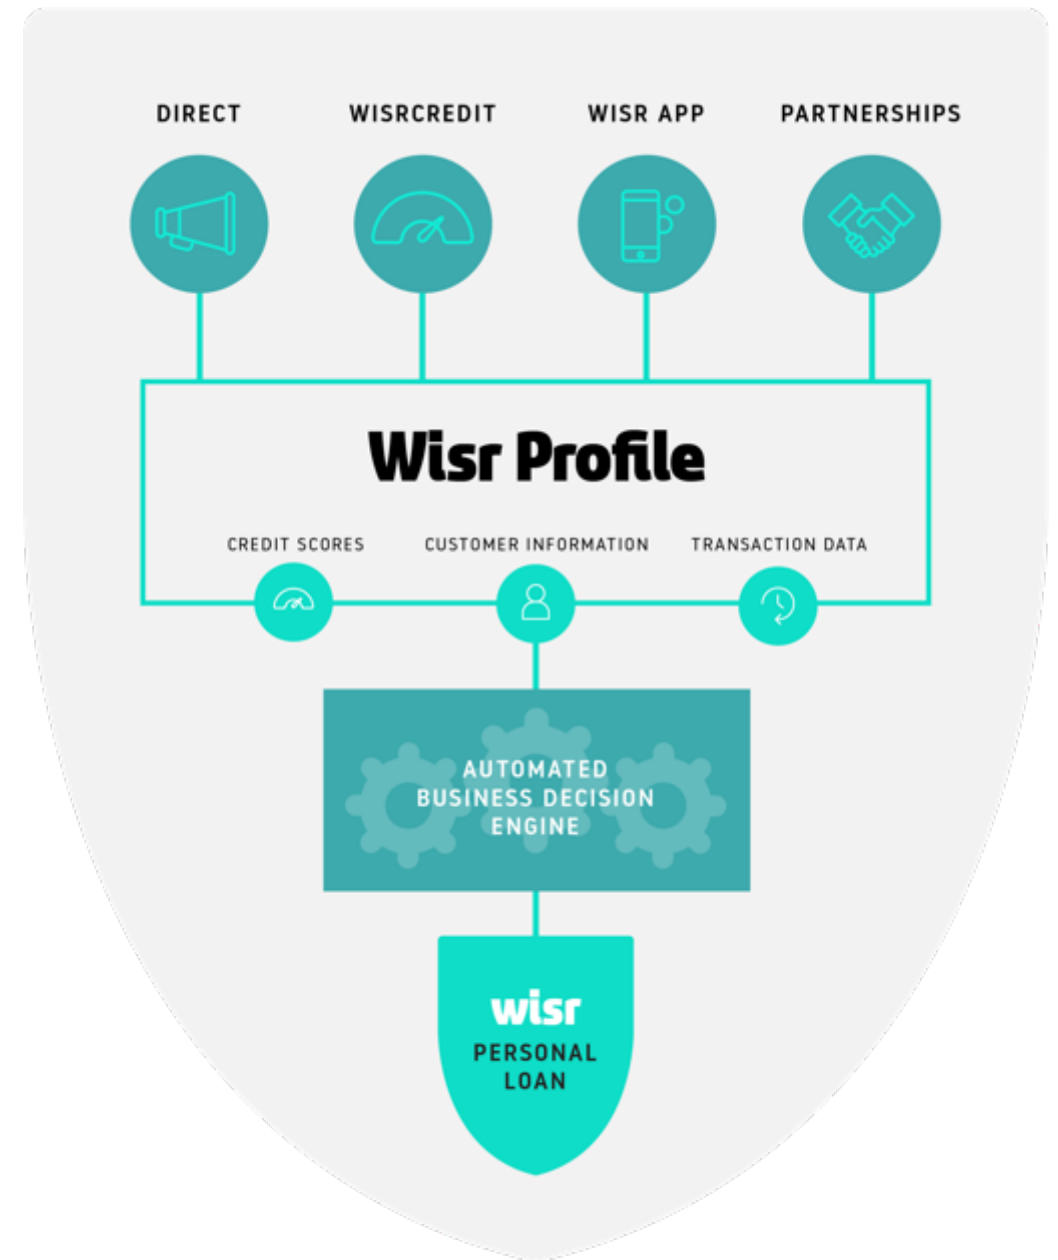 DIRECT
WISRCREDIT
WISR APP
PARTNERSHIPS
Wisr Profile
CREDIT SCORES
CUSTOMER INFORMATION
TRANSACTION DATA
AUTOMATED
BUSINESS DECISION
ENGINE
wisr
PERSONAL
LOAN